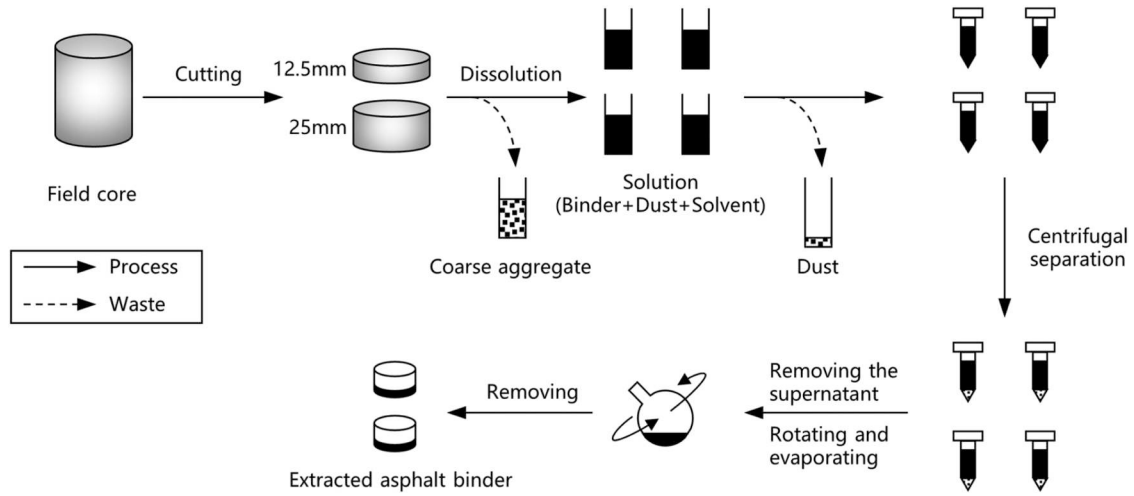 Cutting
12.5mm
25mm
Dissolution
Field core
Solution
(Binder+Dust+Solvent)
Coarse aggregate
Dust
Centrifugal
separation
Process
Waste
Removing the
supernatant
Rotating and
evaporating
Removing
Extracted asphalt binder